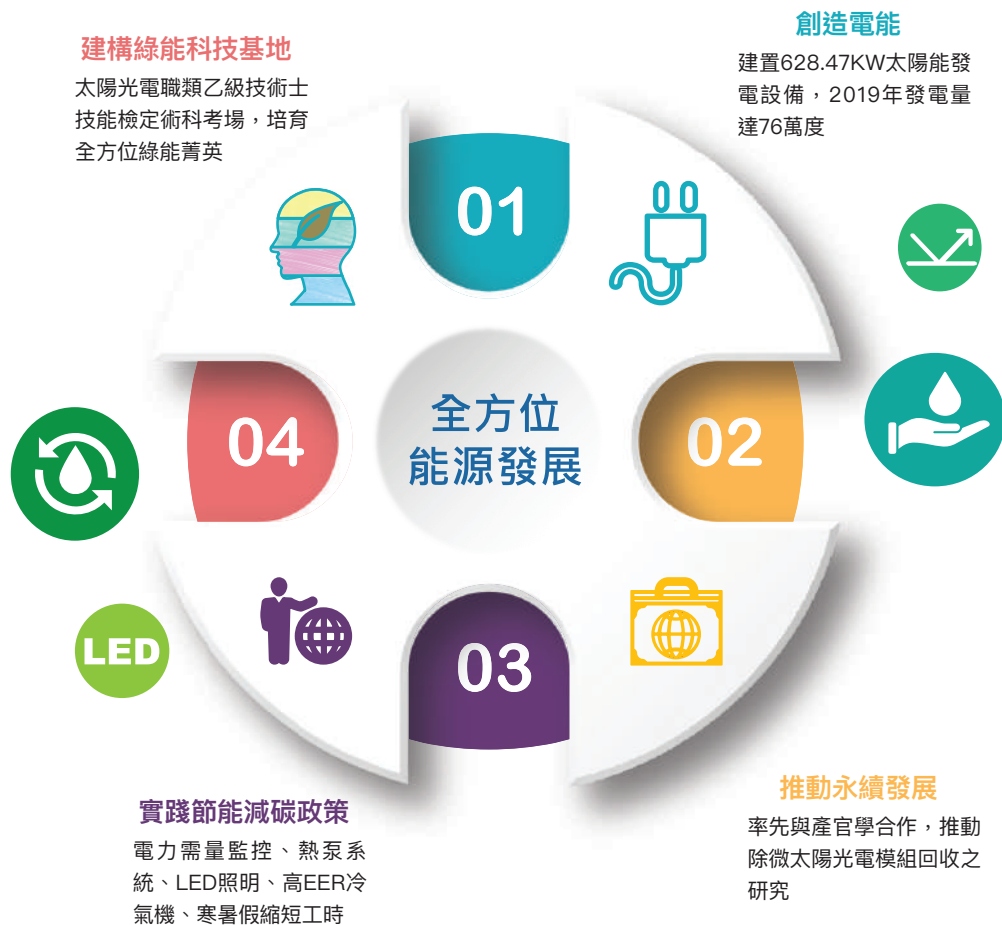 建構綠能科技基地
太陽光電職類乙級技術士
技能檢定術科考場，培育
全方位綠能菁英
創造電能
建置628.47KW太陽能發
電設備，2019年發電量
達76萬度
01
04
全方位
能源發展
02
LED
03
實踐節能減碳政策
電力需量監控、熱泵系
統、LED照明、高EER冷
氣機、寒暑假縮短工時
推動永續發展
率先與產官學合作，推動
除微太陽光電模組回收之
研究